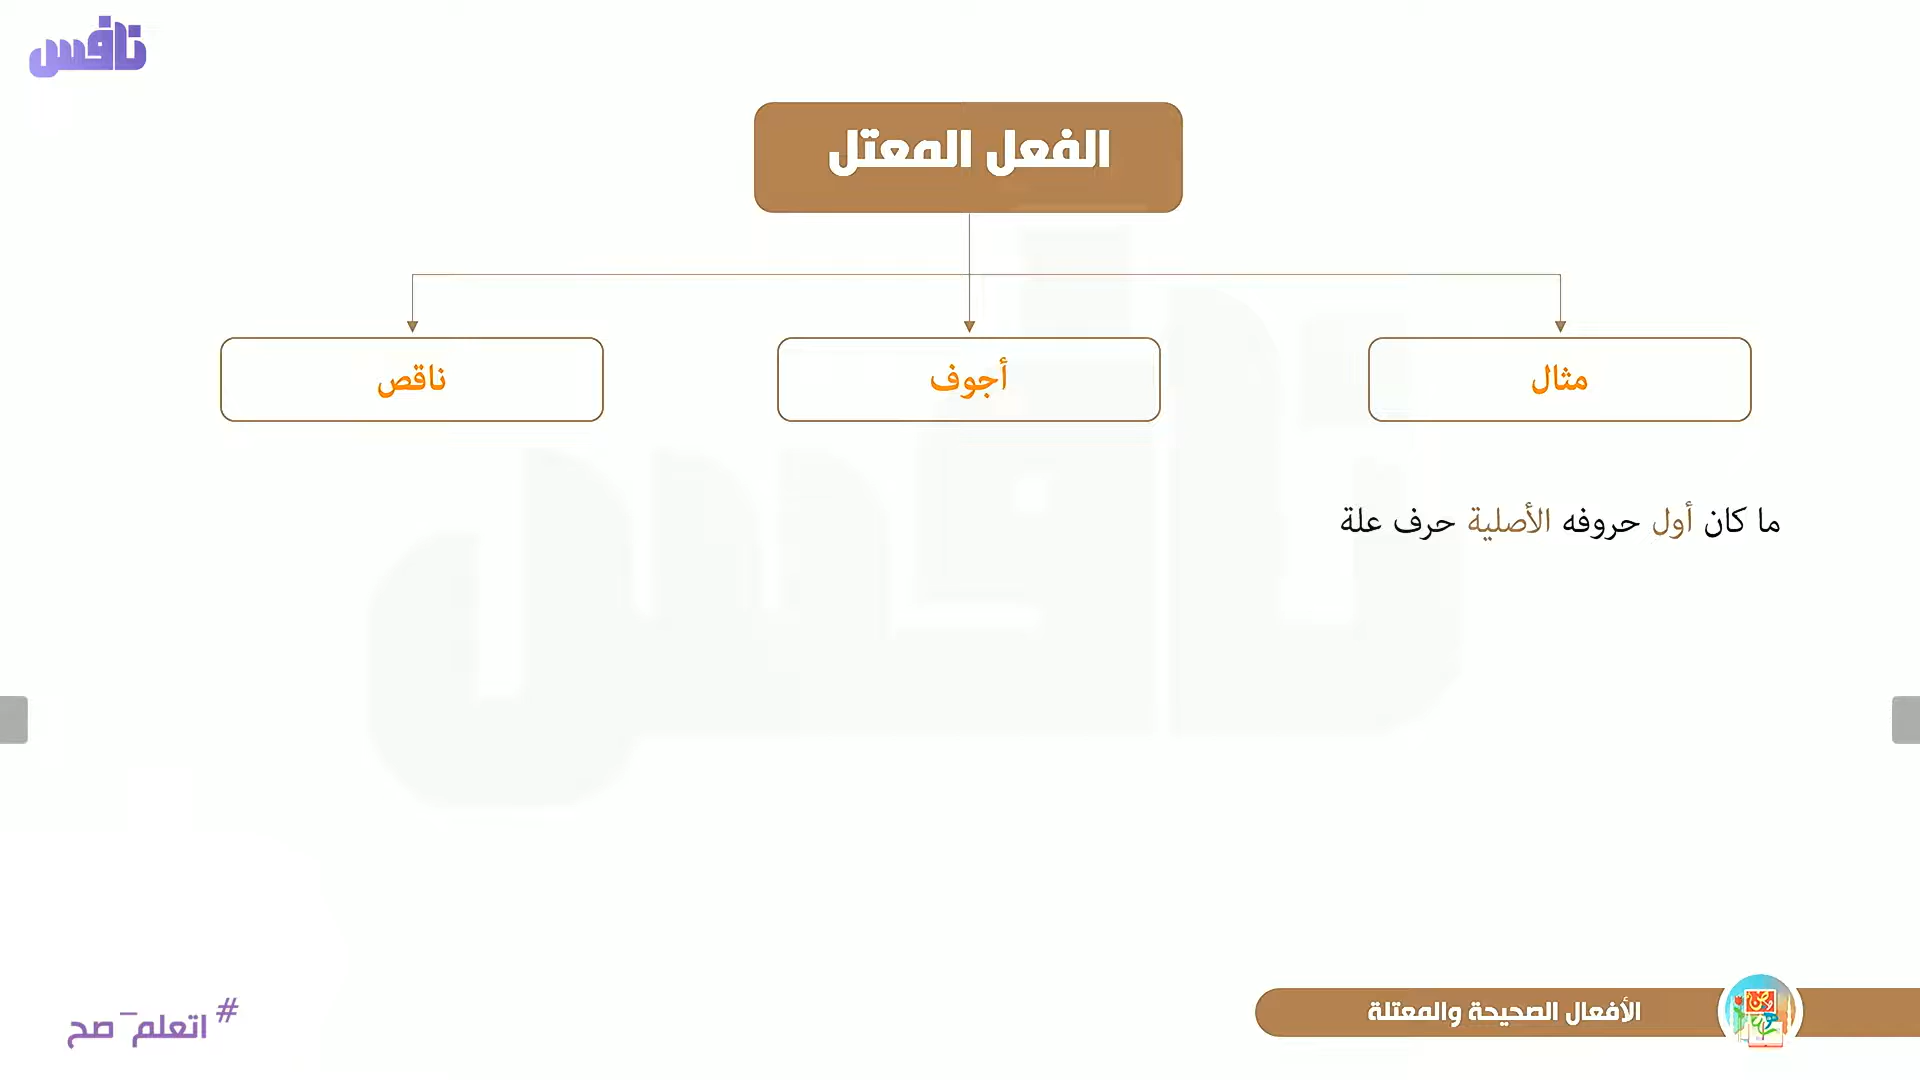 نافس
الفعل المعتل
مثال
أجوف
ناقص
ما كان أول حروفه الأصلية حرف علة
الأفعال الصحيحة والمعتلة
#اتعلم_صح